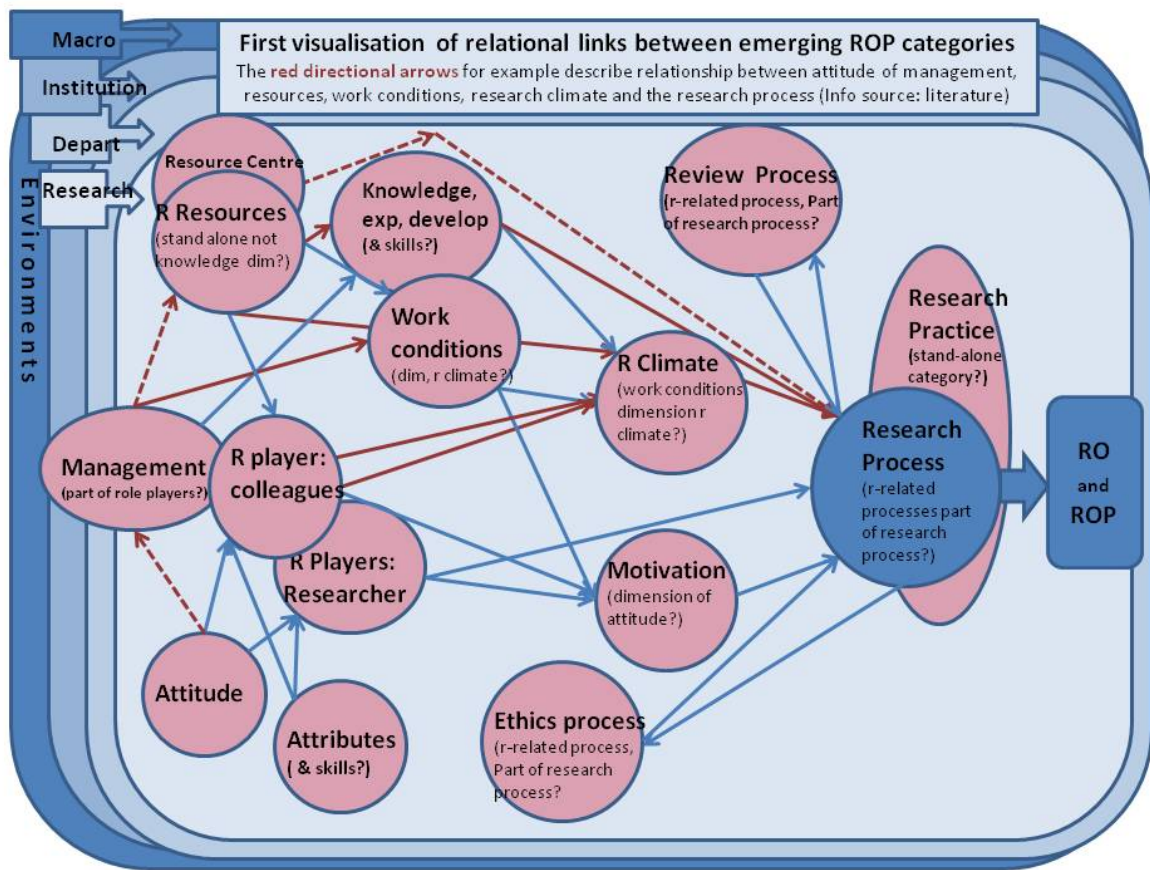 Macro
Institution
Depart
Research
Environments
First visualisation of relational links between emerging ROP categories
The red directional arrows for example describe relationship between attitude of management,
resources, work conditions, research climate and the research process (Info source: literature)
Resource Centre
R Resources
(stand alone not
knowledge dim?)
Knowledge,
exp, develop
(& skills?)
Review Process
(r-related process, Part
of research process?
Work
conditions
(dim, r climate?)
R Climate
(work conditions
dimension r
climate?)
Research
Practice
(stand-alone
category?)
Management
(part of role players?)
R player:
colleagues
R Players:
Researcher
Research
Process
(r-related
processes part
of research
process?)
RO
and
ROP
Motivation
(dimension of
attitude?)
Attitude
Attributes
( & skills?)
Ethics process
(r-related process,
Part of research
process?